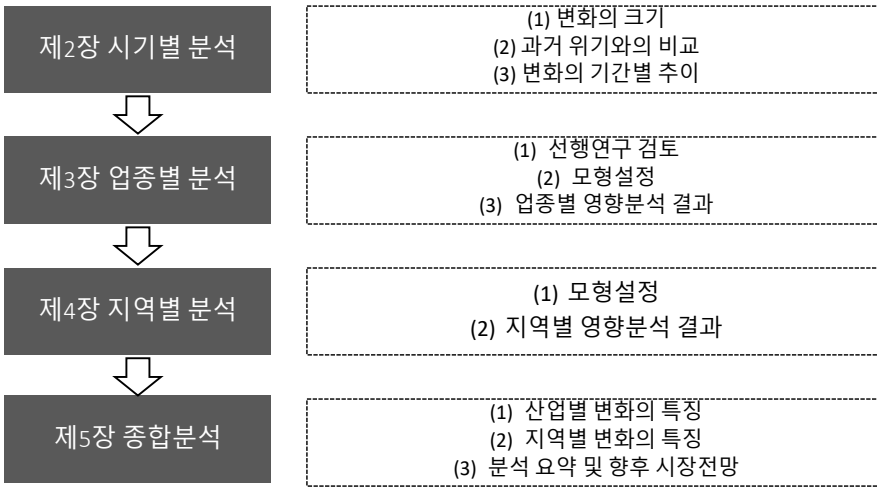 제2장 시기별 분석
(1) 변화의 크기
(2) 과거 위기와의 비교
(3) 변화의 기간별 추이
제3장 업종별 분석
(1) 선행연구 검토
(2) 모형설정
(3) 업종별 영향분석 결과
제4장 지역별 분석
(1) 모형설정
(2) 지역별 영향분석 결과
제5장 종합분석
(1) 산업별 변화의 특징
(2) 지역별 변화의 특징
(3) 분석 요약 및 향후 시장전망